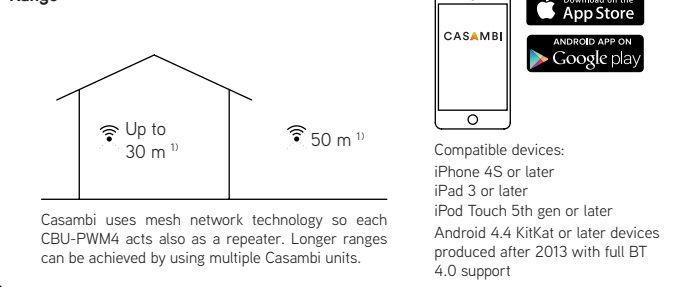 Range
Up to
30 m 1)
50 m 1)
Casambi uses mesh network technology so each
CBU-PWM4 acts also as a repeater. Longer ranges
can be achieved by using multiple Casambi units.
CASAMBI
Download on the
App Store
ANDROID APP ON
Google play
Compatible devices:
iPhone 4S or later
iPad 3 or later
iPod Touch 5th gen or later
Android 4.4 KitKat or later devices
produced after 2013 with full BT
4.0 support